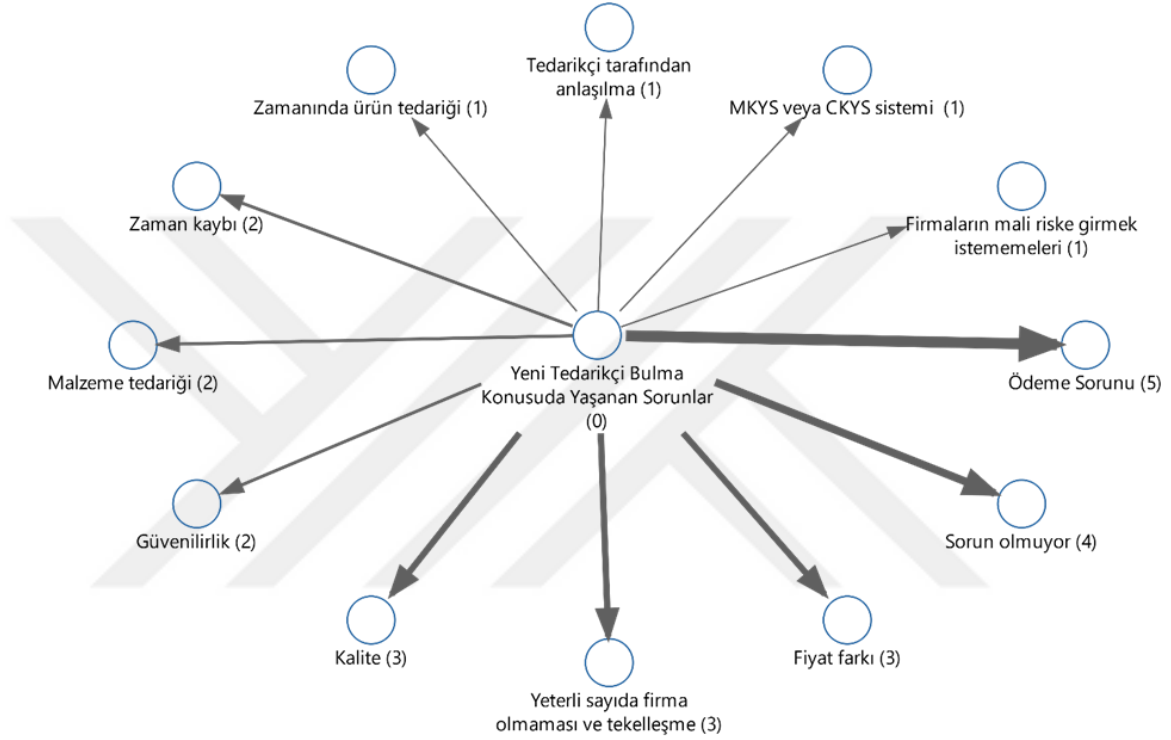 Tedarikçi tarafından
anlaşılma (1)
Zamanında ürün tedariği (1)
MKYS veya CKYS sistemi (1)
Zaman kaybı (2)
Firmaların mali riske girmek
istememeleri (1)
Malzeme tedariği (2)
Yeni Tedarikçi Bulma
Konusuda Yaşanan Sorunlar
(0)
Ödeme Sorunu (5)
Güvenilirlik (2)
Sorun olmuyor (4)
Kalite (3)
Fiyat farkı (3)
Yeterli sayıda firma
olmaması ve tekelleşme (3)